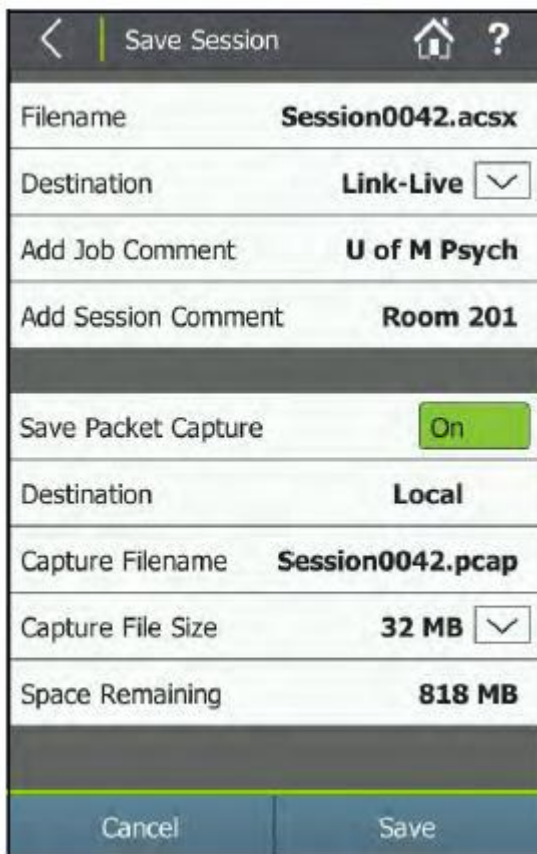 Save Session ?
Filename Session0042.acsx
Destination Link-Live
Add Job Comment U of M Psych
Add Session Comment Room 201
Save Packet Capture On
Destination Local
Capture Filename Session0042.pcap
Capture File Size 32 MB
Space Remaining 818 MB
Cancel Save